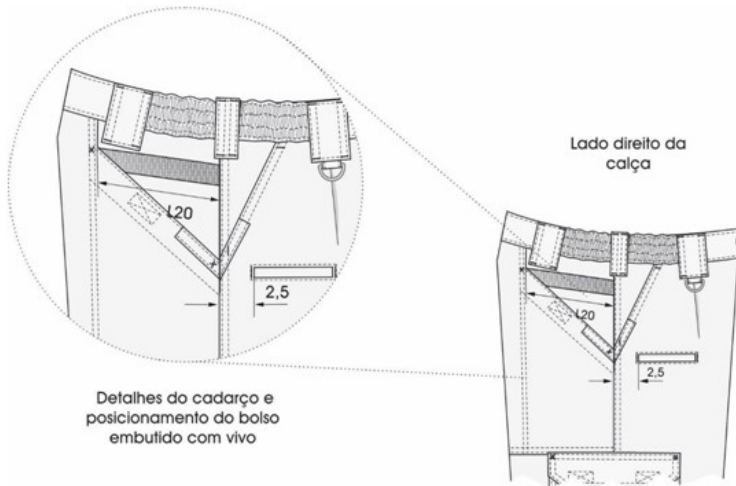 L20
2,5
Lado direito da
calça
L20
2,5
Detalhes do cadarço e
posicionamento do bolso
embutido com vivo